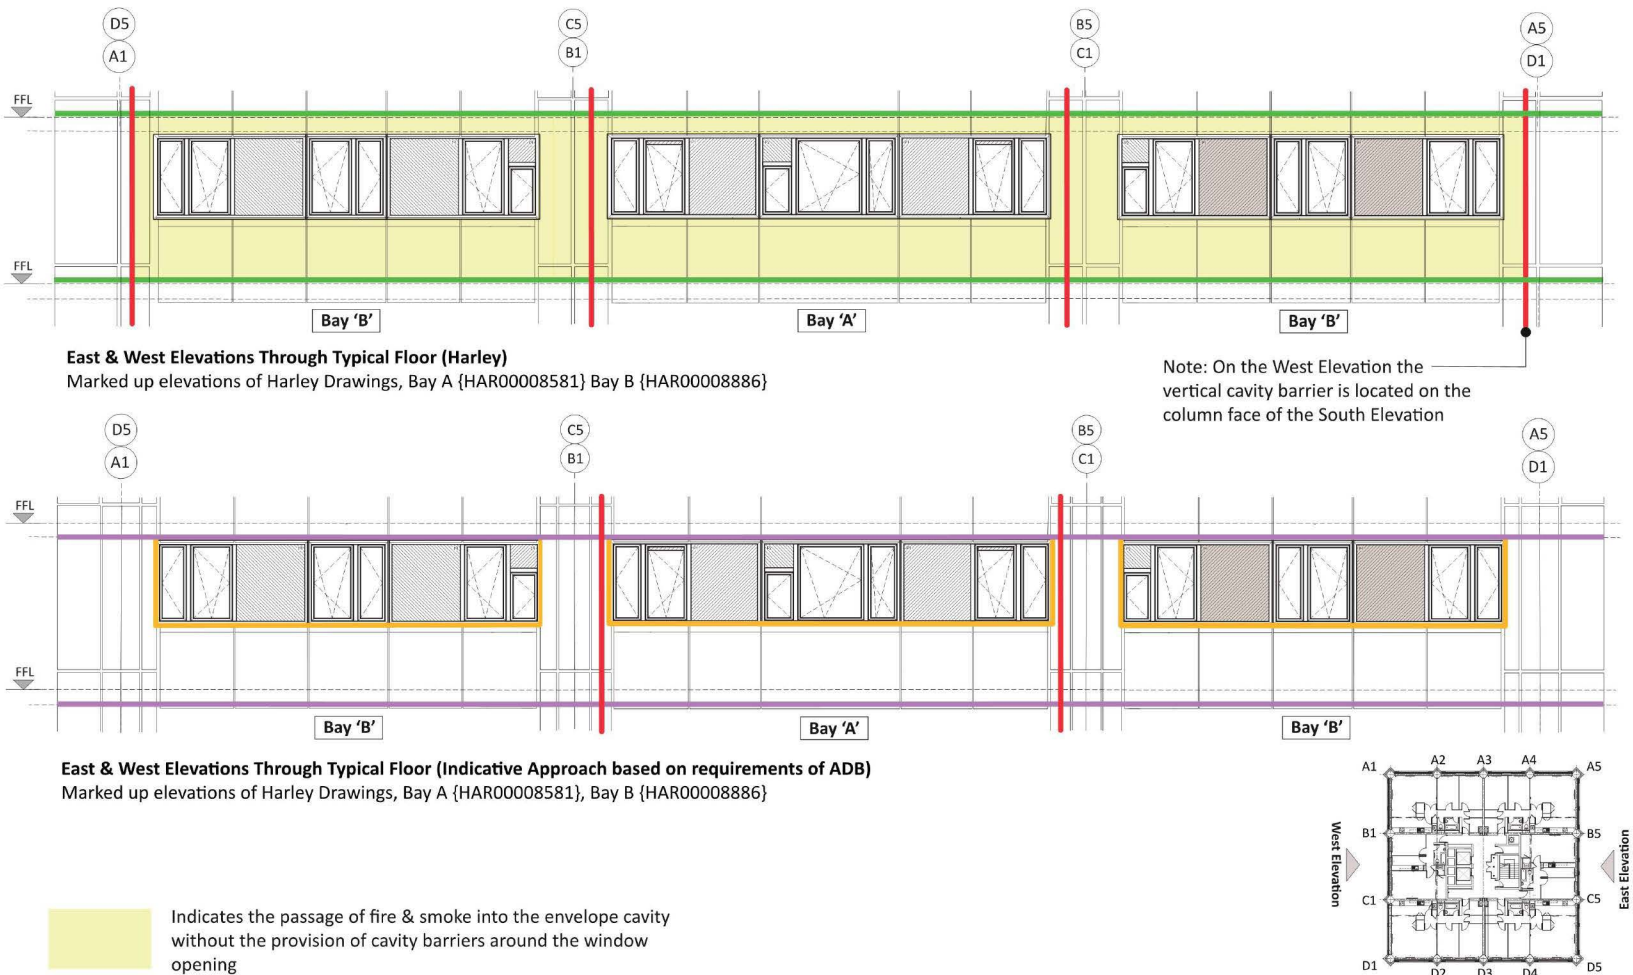 D5
C5
B5
A5
A1
B1
C1
D1
FFL
FFL
Bay ‘B’
Bay ‘A’
Bay ‘B’
East & West Elevations Through Typical Floor (Harley)
Marked up elevations of Harley Drawings, Bay A {HAR00008581} Bay B {HAR00008886}
Note: On the West Elevation the
vertical cavity barrier is located on the
column face of the South Elevation
D5
C5
B5
A5
A1
B1
C1
D1
FFL
FFL
Bay ‘B’
Bay ‘A’
Bay ‘B’
East & West Elevations Through Typical Floor (Indicative Approach based on requirements of ADB)
Marked up elevations of Harley Drawings, Bay A {HAR00008581}, Bay B {HAR00008886}
A1
A2
A3
A4
A5
B1
B5
West Elevation
East Elevation
C1
C5
D1
D2
D3
D4
D5
Indicates the passage of fire & smoke into the envelope cavity
without the provision of cavity barriers around the window
opening